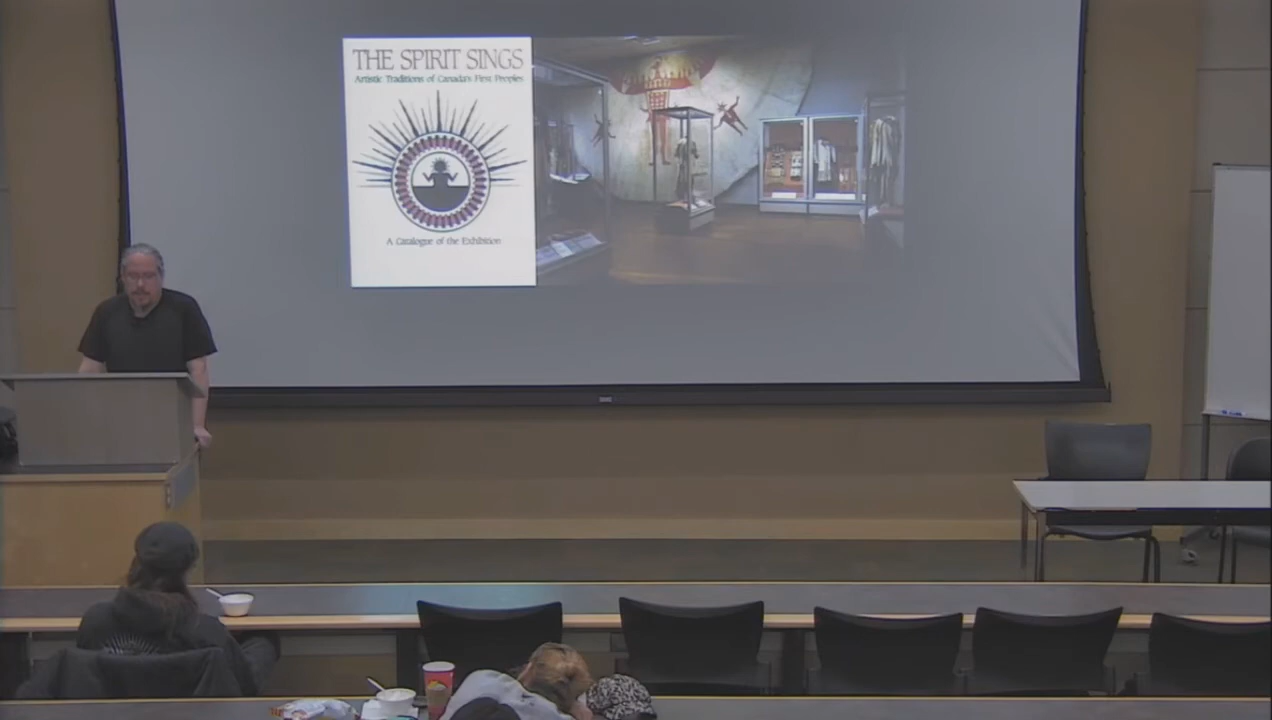 THE SPIRIT SINGS
Artistic Traditions of Canada's First Peoples
A Catalogue of the Exhibition